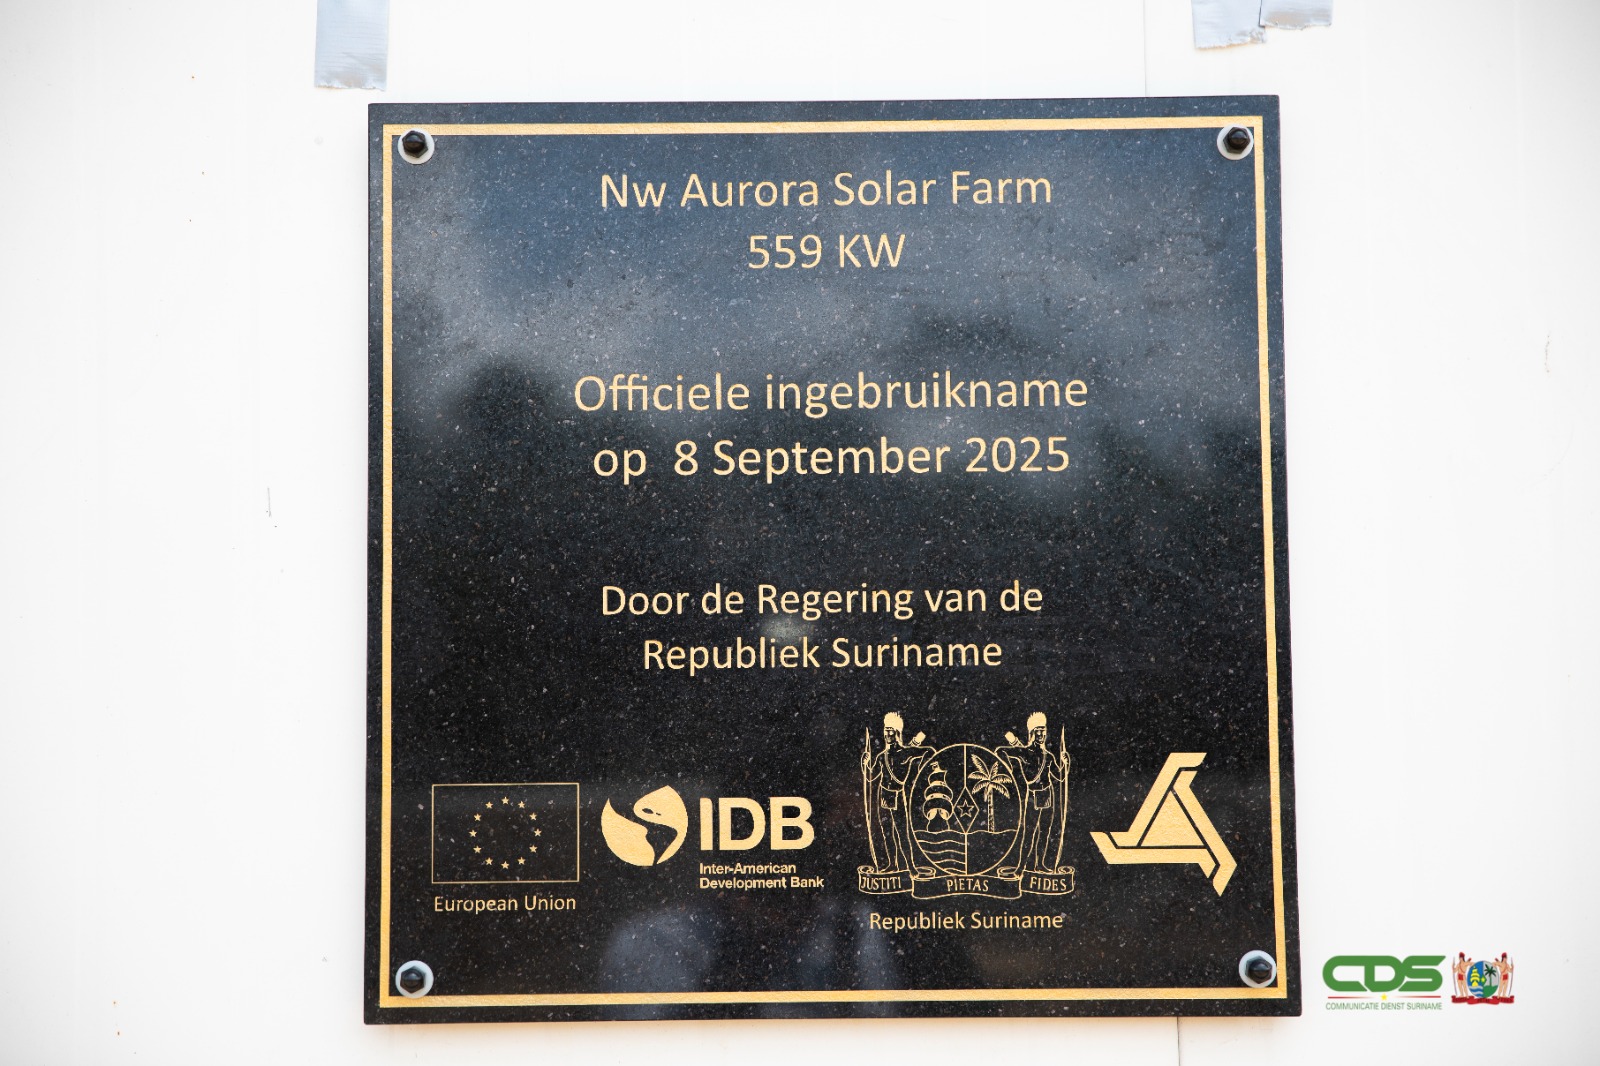 Nw Aurora Solar Farm
559 KW
Officiele ingebruikname
op 8 September 2025
Door de Regering van de
Republiek Suriname
European Union
IDB
Inter-American
Development Bank
JUSTITI PIETAS FIDES
Republiek Suriname
CDS
COMMUNICATIE DIENST SURINAME